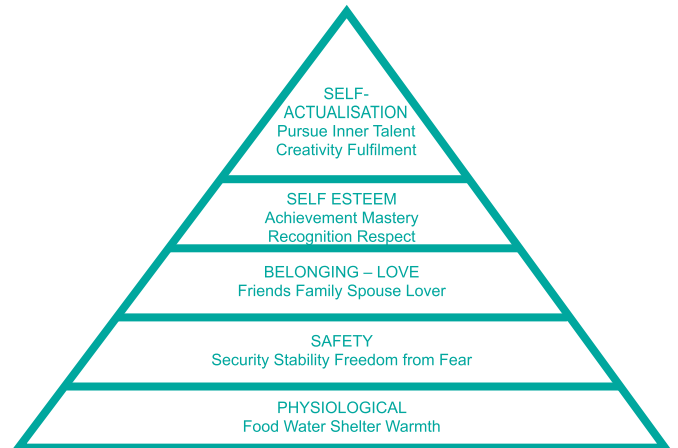 SELF-
ACTUALISATION
Pursue Inner Talent
Creativity Fulfilment
SELF ESTEEM
Achievement Mastery
Recognition Respect
BELONGING – LOVE
Friends Family Spouse Lover
SAFETY
Security Stability Freedom from Fear
PHYSIOLOGICAL
Food Water Shelter Warmth